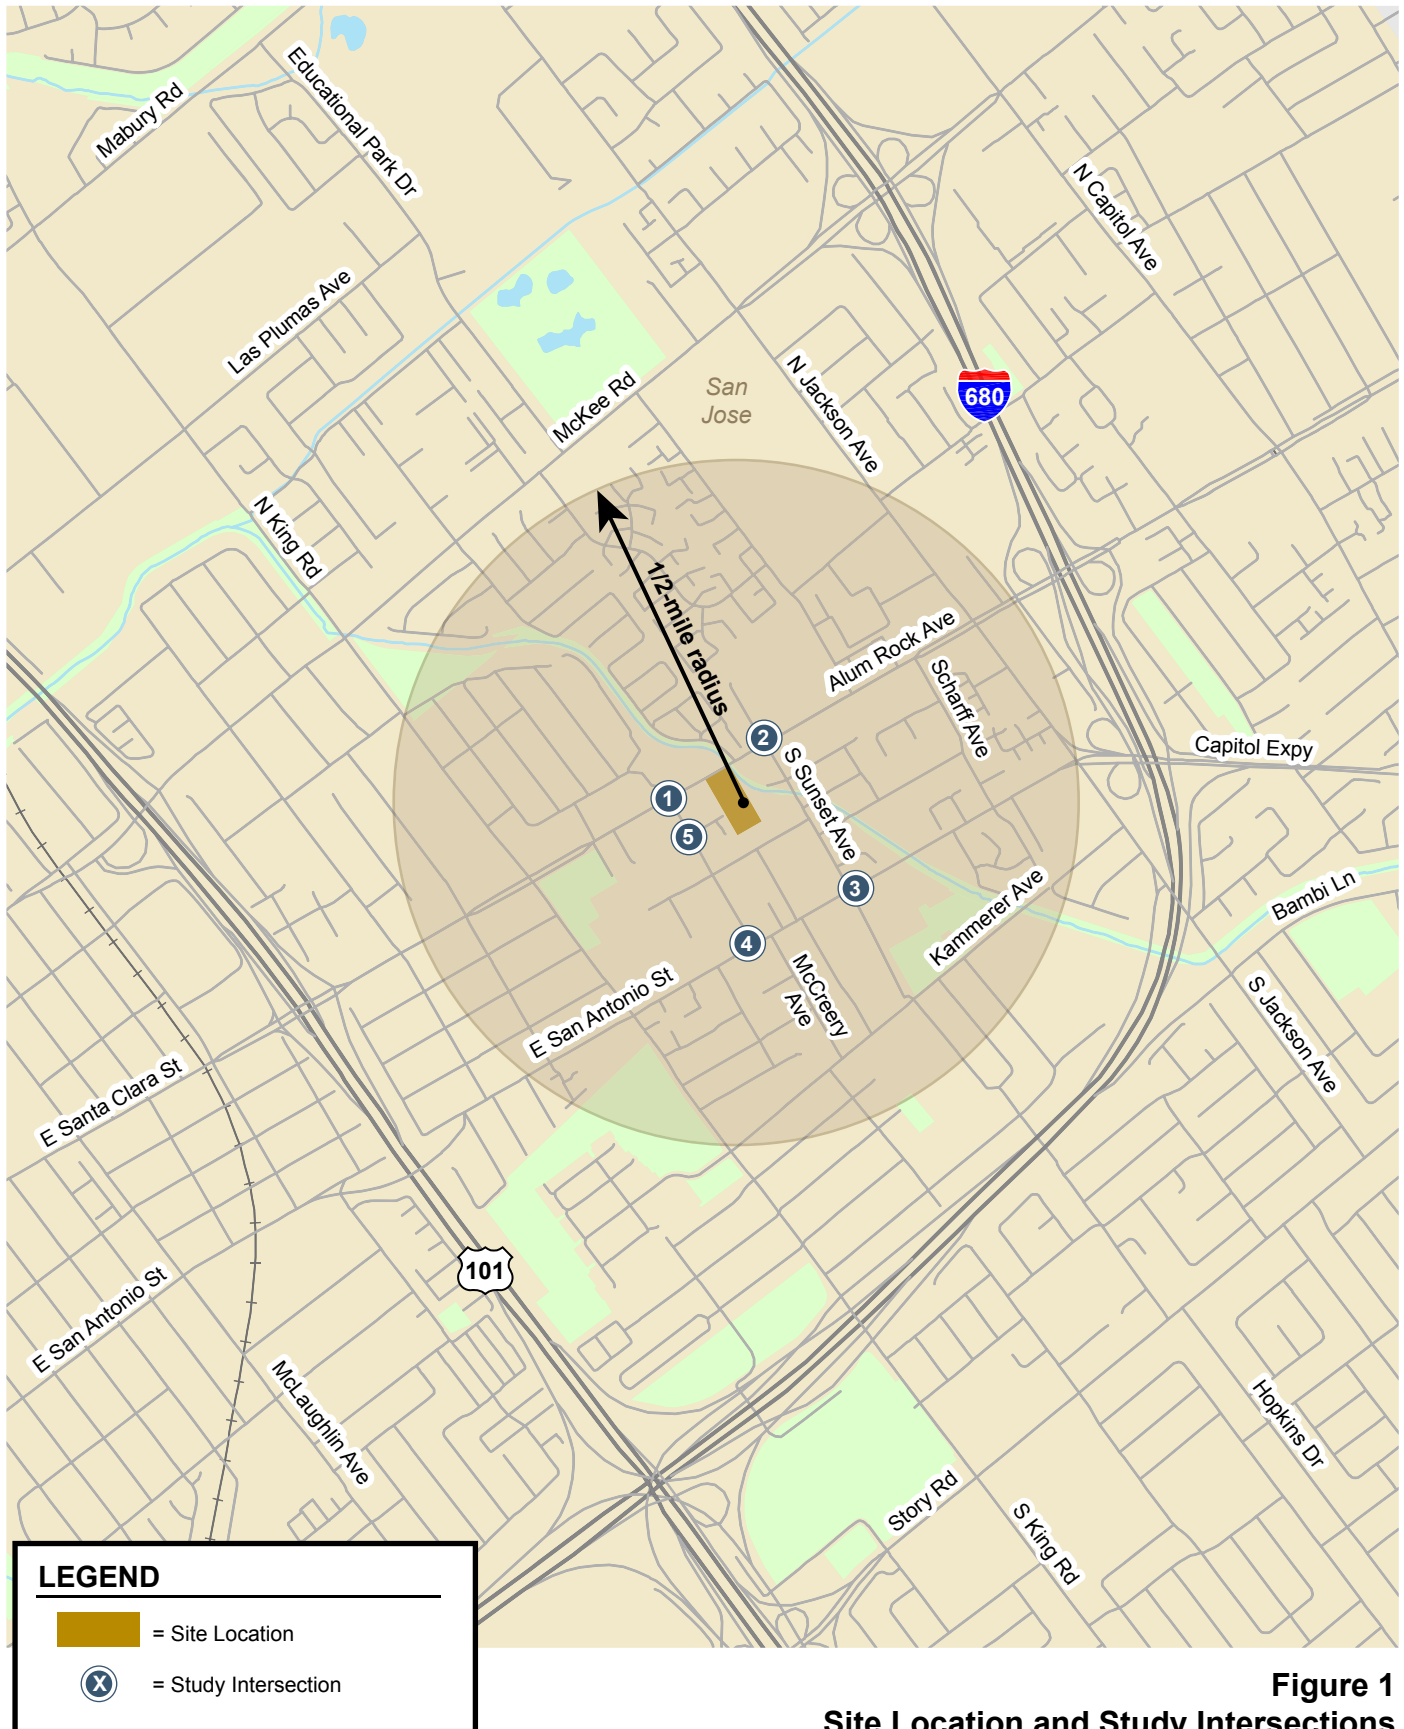 Educational Park Dr
Mabury Rd
N Capitol Ave
Las Plumas Ave
N Jackson Ave
McKee Rd
San
Jose
680
N King Rd
1/2-mile radius
Alum Rock Ave
Scharff Ave
2
S Sunset Ave
Capitol Expy
1
5
3
Kammerer Ave
Bambi Ln
4
McCreery
Ave
E San Antonio St
S Jackson Ave
E Santa Clara St
101
E San Antonio St
McLaughlin Ave
Hopkins Dr
Story Rd
S King Rd
LEGEND
= Site Location
X
= Study Intersection
Figure 1
Site Location and Study Intersections